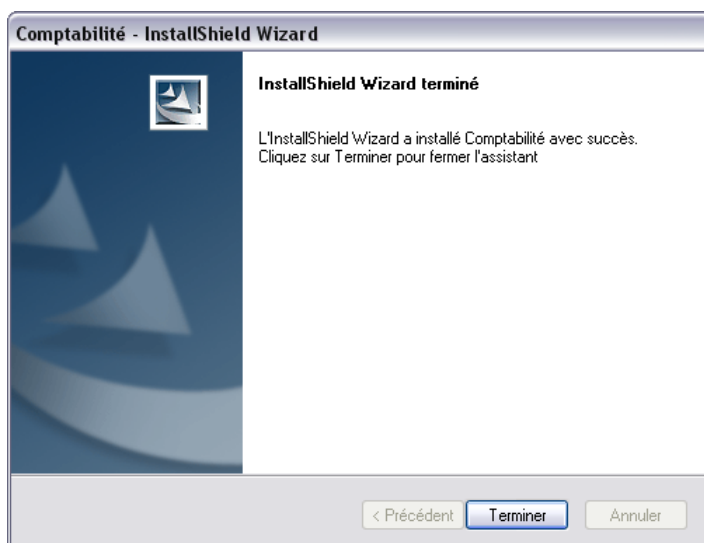 Comptabilité - InstallShield Wizard
InstallShield Wizard terminé
L'InstallShield Wizard a installé Comptabilité avec succès.
Cliquez sur Terminer pour fermer l'assistant
< Précédent Terminer Annuler